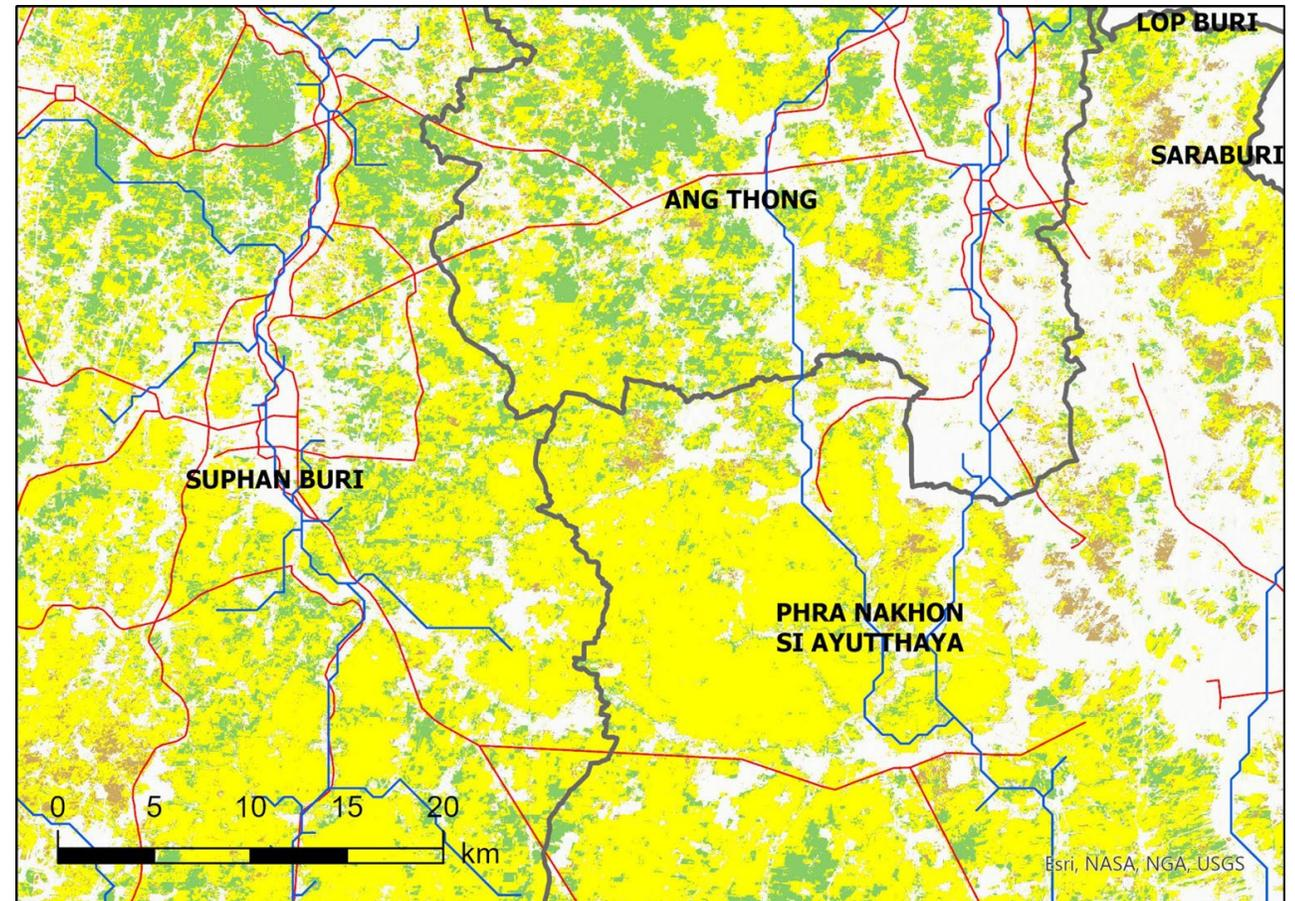 LOP BURI
SARABURI
ANG THONG
SUPHAN BURI
PHRA NAKHON
SI AYUTTHAYA
0 5 10 15 20
km
Esri, NASA, NGA, USGS